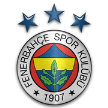 FENERBAHÇE SPOR KULÜBÜ
1907